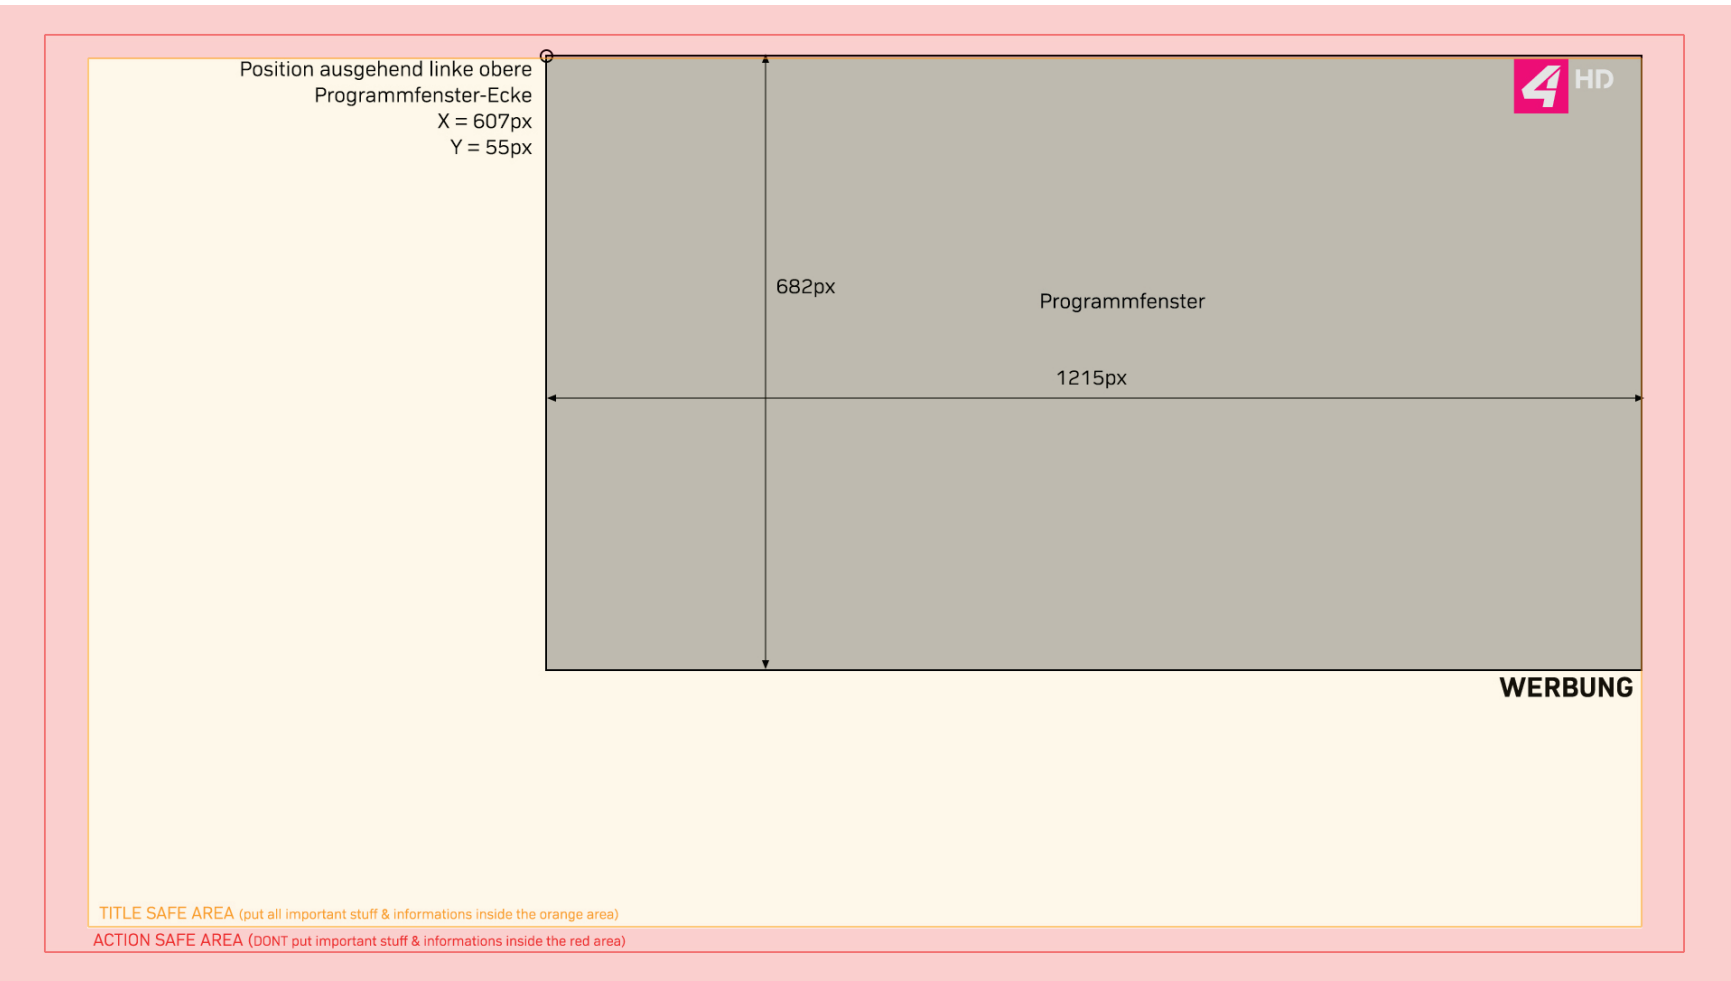 Position ausgehend linke obere
Programmfenster-Ecke
X = 607px
Y = 55px
4 HD
682px
Programmfenster
1215px
WERBUNG
TITLE SAFE AREA (put all important stuff & informations inside the orange area)
ACTION SAFE AREA (DONT put important stuff & informations inside the red area)